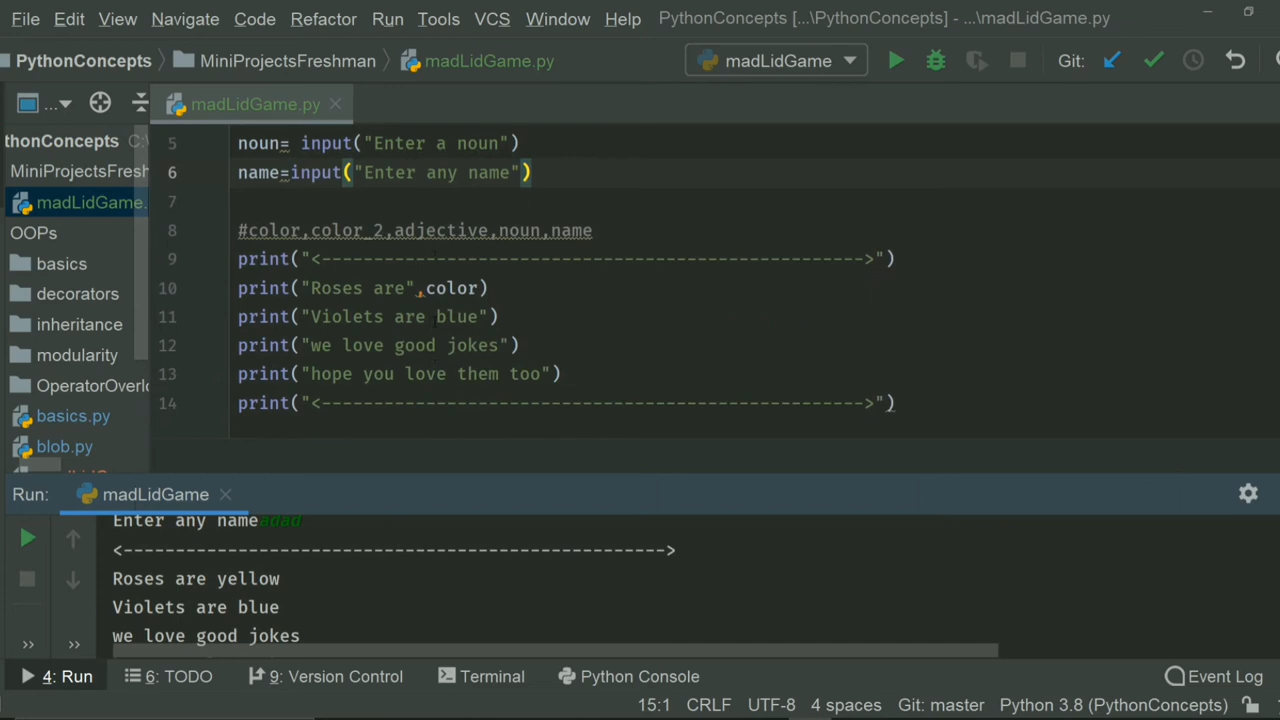 File Edit View Navigate Code Refactor Run Tools VCS Window Help PythonConcepts [...\PythonConcepts] - ...\madLidGame.py
PythonConcepts MiniProjectsFreshman madLidGame.py madLidGame Git:
... madLidGame.py
thonConcepts C:\
MiniProjectsFresh
madLidGame.
OOPs
basics
decorators
inheritance
modularity
OperatorOverlo
basics.py
blob.py
5 noun= input("Enter a noun")
6 name=input("Enter any name")
7
8 #color,color_2,adjective,noun,name
9 print("<---------------------------------------------------->")
10 print("Roses are",color)
11 print("Violets are blue")
12 print("we love good jokes")
13 print("hope you love them too")
14 print("<---------------------------------------------------->")
Run: madLidGame
Enter any nameadad
<---------------------------------------------------->
Roses are yellow
Violets are blue
we love good jokes
4: Run 6: TODO 9: Version Control Terminal Python Console Event Log
15:1 CRLF UTF-8 4 spaces Git: master Python 3.8 (PythonConcepts)